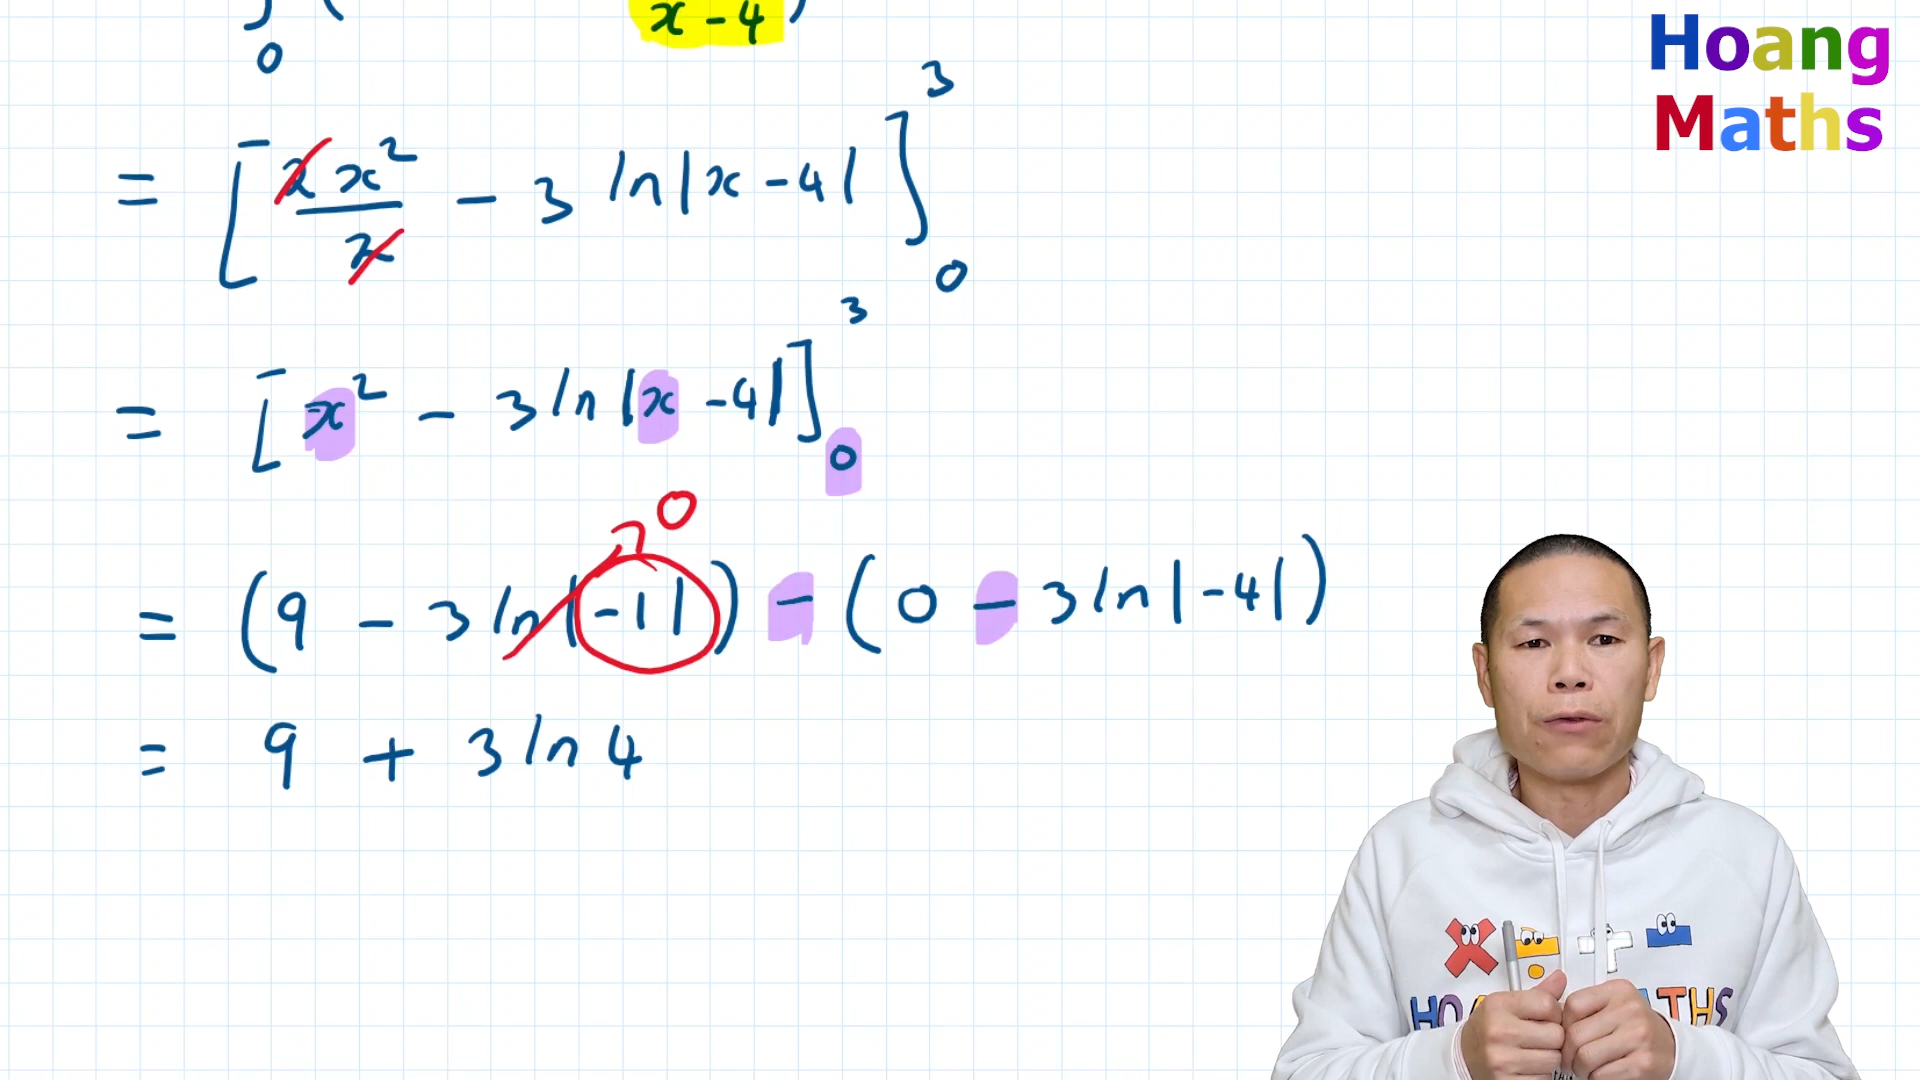 Hoang
Maths
0
x - 4
= [ 2x² / 2 - 3 ln|x - 4| ]
3
0
= [ x² - 3 ln|x - 4| ]
3
0
0
= (9 - 3 ln|-1|) - (0 - 3 ln|-4|)
= 9 + 3 ln 4